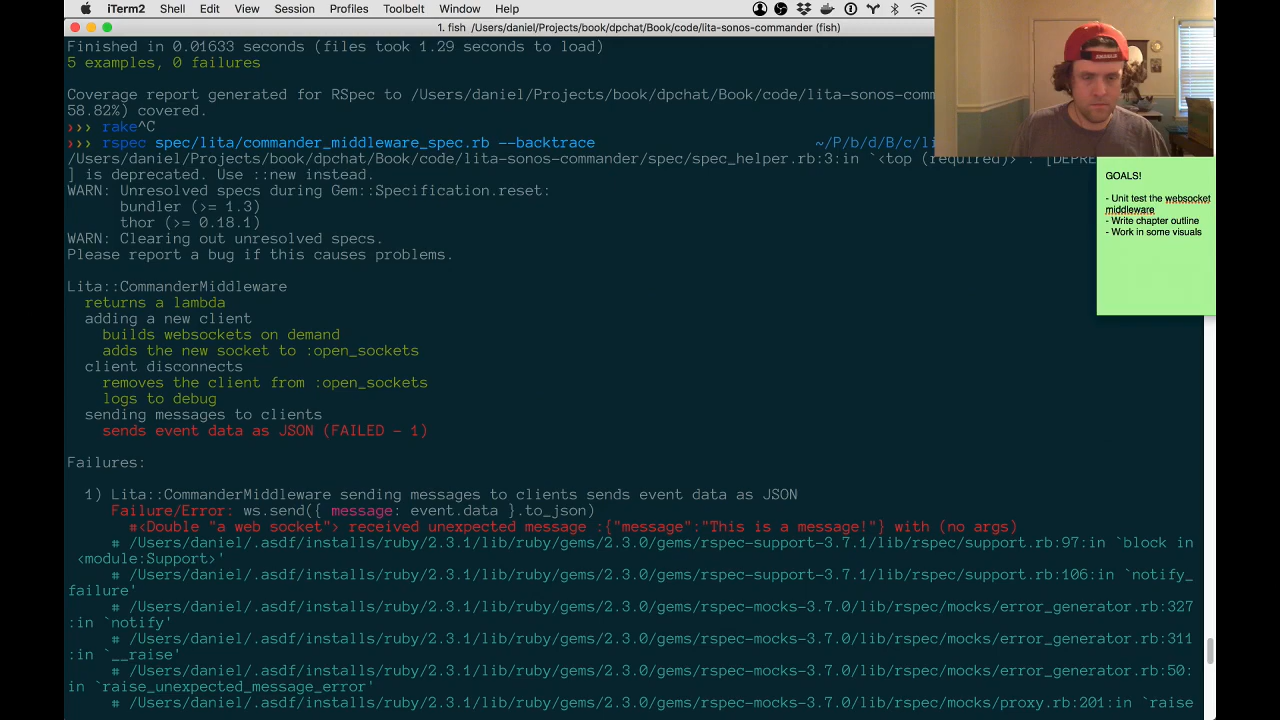 iTerm2 Shell Edit View Session Profiles Toolbelt Window Help
1. fish /Users/daniel/Projects/book/dpchat/Book/code/lita-sonos-commander (fish)
Finished in 0.01633 seconds (files took 1.29 seconds to load)
5 examples, 0 failures
Coverage report generated for RSpec to
58.82%) covered.
❯❯❯ rake^C
❯❯❯ rspec spec/lita/commander_middleware_spec.rb --backtrace ~/P/b/d/B/c/li
/Users/daniel/Projects/book/dpchat/Book/code/lita-sonos-commander/spec/spec_helper.rb:3:in `<top (required)>': [DEPRE
] is deprecated. Use ::new instead.
WARN: Unresolved specs during Gem::Specification.reset:
bundler (>= 1.3)
thor (>= 0.18.1)
WARN: Clearing out unresolved specs.
Please report a bug if this causes problems.
Lita::CommanderMiddleware
returns a lambda
adding a new client
builds websockets on demand
adds the new socket to :open_sockets
client disconnects
removes the client from :open_sockets
logs to debug
sending messages to clients
sends event data as JSON (FAILED - 1)
Failures:
1) Lita::CommanderMiddleware sending messages to clients sends event data as JSON
Failure/Error: ws.send({ message: event.data }.to_json)
#<Double "a web socket"> received unexpected message :{"message":"This is a message!"} with (no args)
# /Users/daniel/.asdf/installs/ruby/2.3.1/lib/ruby/gems/2.3.0/gems/rspec-support-3.7.1/lib/rspec/support.rb:97:in `block in
<module:Support>'
# /Users/daniel/.asdf/installs/ruby/2.3.1/lib/ruby/gems/2.3.0/gems/rspec-support-3.7.1/lib/rspec/support.rb:106:in `notify_
failure'
# /Users/daniel/.asdf/installs/ruby/2.3.1/lib/ruby/gems/2.3.0/gems/rspec-mocks-3.7.0/lib/rspec/mocks/error_generator.rb:327
:in `notify'
# /Users/daniel/.asdf/installs/ruby/2.3.1/lib/ruby/gems/2.3.0/gems/rspec-mocks-3.7.0/lib/rspec/mocks/error_generator.rb:311
:in `__raise'
# /Users/daniel/.asdf/installs/ruby/2.3.1/lib/ruby/gems/2.3.0/gems/rspec-mocks-3.7.0/lib/rspec/mocks/error_generator.rb:50:
in `raise_unexpected_message_error'
# /Users/daniel/.asdf/installs/ruby/2.3.1/lib/ruby/gems/2.3.0/gems/rspec-mocks-3.7.0/lib/rspec/mocks/proxy.rb:201:in `raise
GOALS!
- Unit test the websocket
middleware
- Write chapter outline
- Work in some visuals